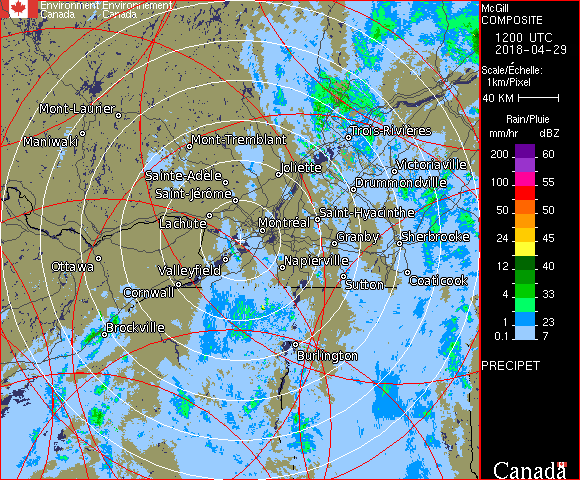 Environment Environnement
Canada Canada
McGill
COMPOSITE
1200 UTC
2018-04-29
Scale/Échelle:
1km/Pixel
40 KM
Rain/Pluie
mm/hr dBZ
200 60
100 55
50 50
24 45
12 40
4 33
1 23
0.1 7
PRECIPET
Canada
Mont-Laurier
Maniwaki
Mont-Tremblant
Trois-Rivières
Joliette
Victoriaville
Sainte-Adèle
Drummondville
Saint-Jérôme
Lachute
Saint-Hyacinthe
Montréal
Granby
Sherbrooke
Ottawa
Valleyfield
Napierville
Cornwall
Sutton
Coaticook
Brockville
Burlington